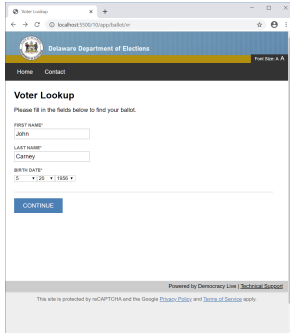 Voter Lookup
localhost:5500/10/app/ballot/er
Delaware Department of Elections
Font Size: A A
Home Contact
Voter Lookup
Please fill in the fields below to find your ballot.
FIRST NAME*
John
LAST NAME*
Carney
BIRTH DATE*
5 20 1956
CONTINUE
Powered by Democracy Live | Technical Support
This site is protected by reCAPTCHA and the Google Privacy Policy and Terms of Service apply.